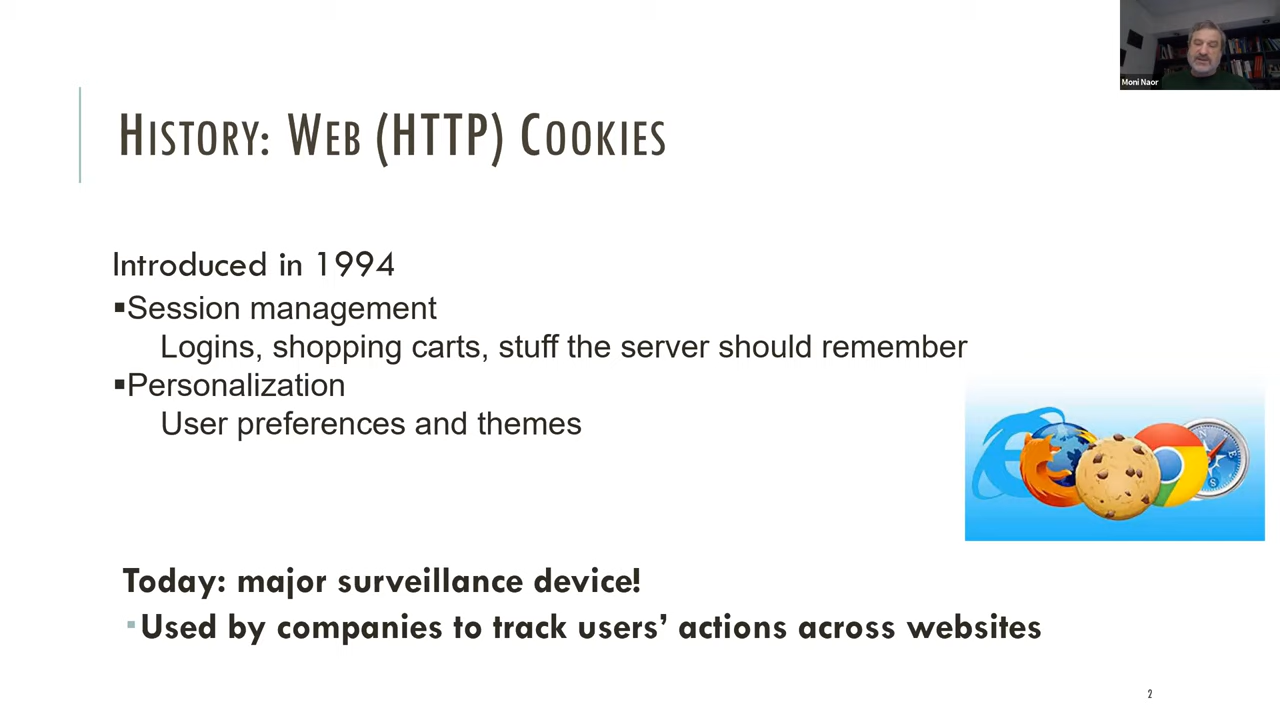 Moni Naor
History: Web (HTTP) Cookies
Introduced in 1994
▪Session management
Logins, shopping carts, stuff the server should remember
▪Personalization
User preferences and themes
Today: major surveillance device!
▪Used by companies to track users’ actions across websites
2